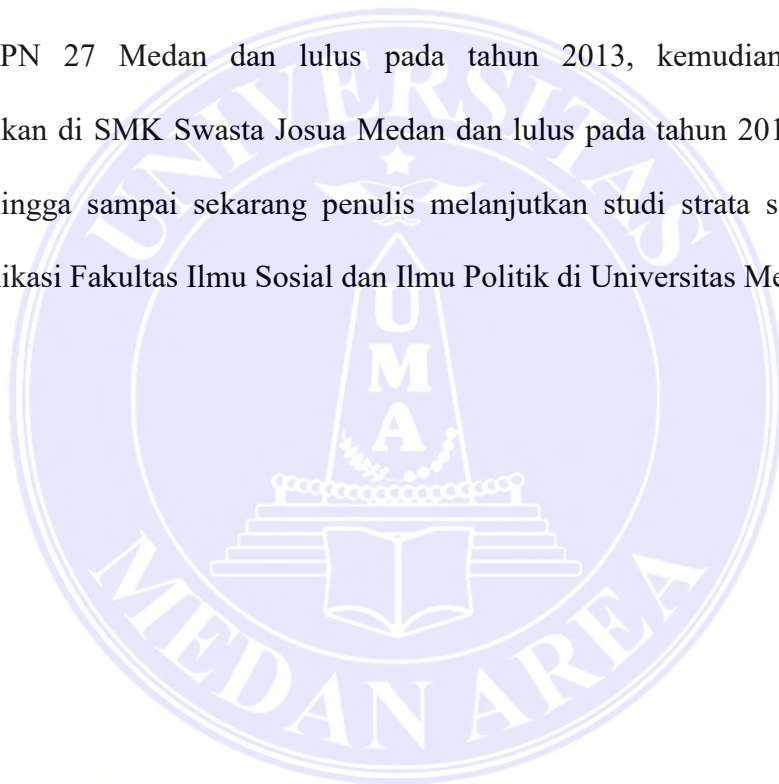 PN 27 Medan dan lulus pada tahun 2013, kemudian
kan di SMK Swasta Josua Medan dan lulus pada tahun 201
ingga sampai sekarang penulis melanjutkan studi strata s
ikasi Fakultas Ilmu Sosial dan Ilmu Politik di Universitas Me
UNIVERSITAS
UMA
MEDAN AREA